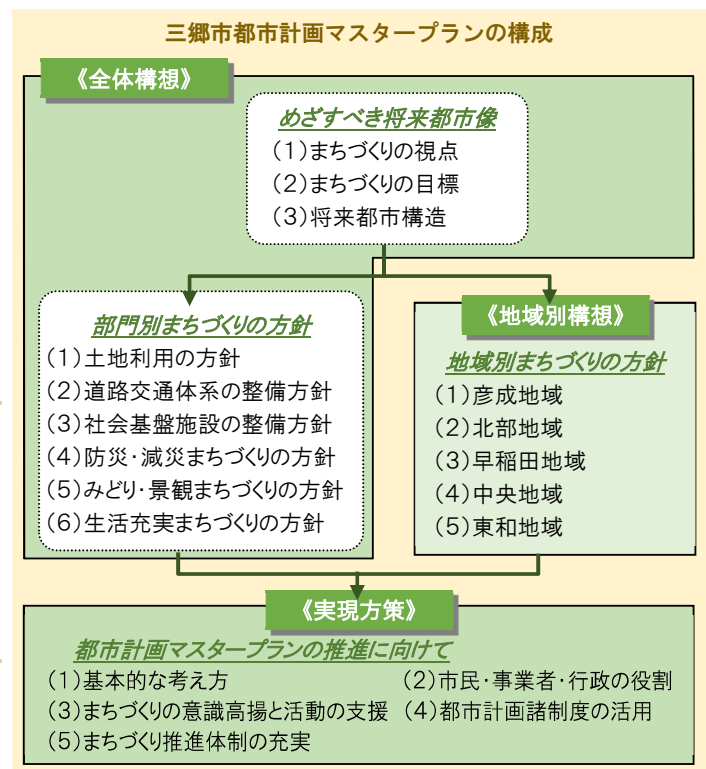 三郷市都市計画マスタープランの構成
《全体構想》
めざすべき将来都市像
(1)まちづくりの視点
(2)まちづくりの目標
(3)将来都市構造
部門別まちづくりの方針
(1)土地利用の方針
(2)道路交通体系の整備方針
(3)社会基盤施設の整備方針
(4)防災・減災まちづくりの方針
(5)みどり・景観まちづくりの方針
(6)生活充実まちづくりの方針
《地域別構想》
地域別まちづくりの方針
(1)彦成地域
(2)北部地域
(3)早稲田地域
(4)中央地域
(5)東和地域
《実現方策》
都市計画マスタープランの推進に向けて
(1)基本的な考え方 (2)市民・事業者・行政の役割
(3)まちづくりの意識高揚と活動の支援 (4)都市計画諸制度の活用
(5)まちづくり推進体制の充実